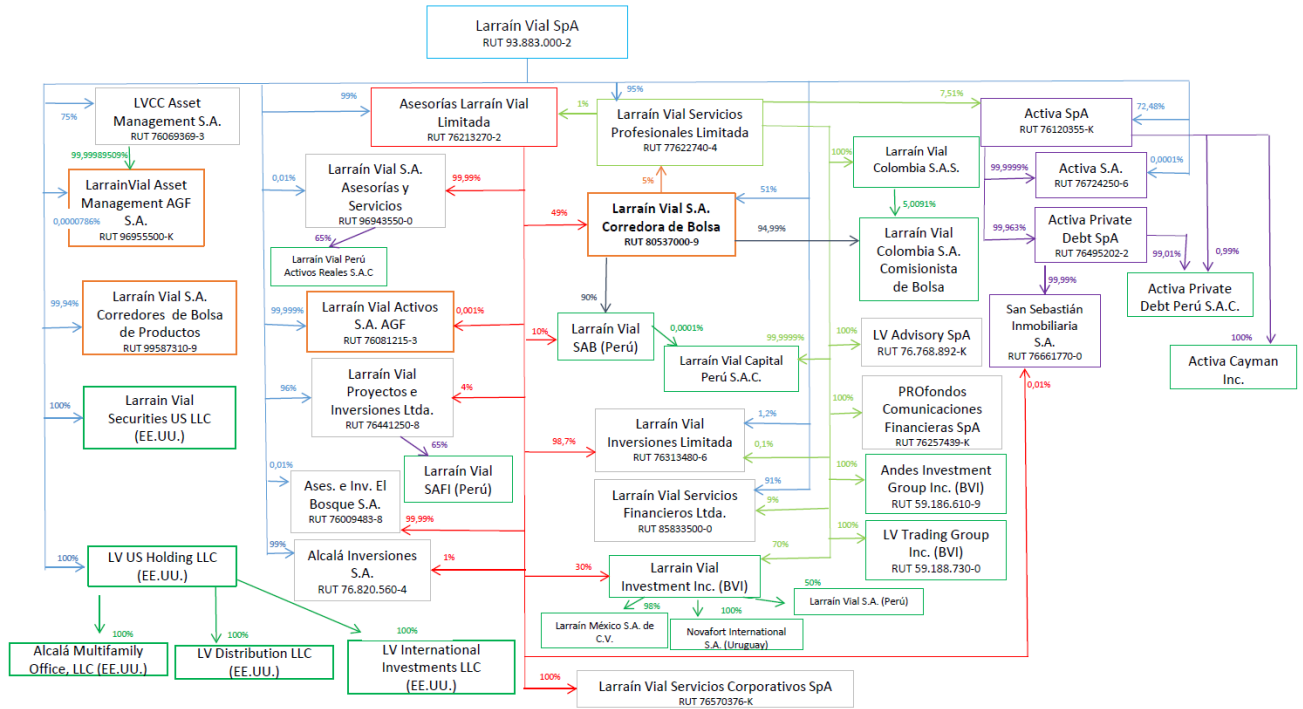 Larraín Vial SpA
RUT 93.883.000-2
75%
LVCC Asset
Management S.A.
RUT 76069369-3
99,99989509%
LarrainVial Asset
Management AGF
S.A.
RUT 96955500-K
0,0000786%
99,94%
Larraín Vial S.A.
Corredores de Bolsa
de Productos
RUT 99587310-9
100%
Larrain Vial
Securities US LLC
(EE.UU.)
100%
LV US Holding LLC
(EE.UU.)
100%
Alcalá Multifamily
Office, LLC (EE.UU.)
100%
LV Distribution LLC
(EE.UU.)
100%
LV International
Investments LLC
(EE.UU.)
99%
Asesorías Larraín Vial
Limitada
RUT 76213270-2
1%
0,01%
Larraín Vial S.A.
Asesorías y
Servicios
RUT 96943550-0
99,99%
65%
Larraín Vial Perú
Activos Reales S.A.C
99,999%
Larraín Vial Activos
S.A. AGF
RUT 76081215-3
0,001%
96%
Larraín Vial
Proyectos e
Inversiones Ltda.
RUT 76441250-8
4%
65%
Larraín Vial
SAFI (Perú)
0,01%
Ases. e Inv. El
Bosque S.A.
RUT 76009483-8
99,99%
99%
Alcalá Inversiones
S.A.
RUT 76.820.560-4
1%
95%
Larraín Vial Servicios
Profesionales Limitada
RUT 77622740-4
5%
49%
Larraín Vial S.A.
Corredora de Bolsa
RUT 80537000-9
51%
94,99%
90%
10%
Larraín Vial
SAB (Perú)
0,0001%
Larraín Vial Capital
Perú S.A.C.
99,9999%
98,7%
Larraín Vial
Inversiones Limitada
RUT 76313480-6
1,2%
0,1%
Larraín Vial Servicios
Financieros Ltda.
RUT 85833500-0
91%
9%
30%
Larrain Vial
Investment Inc. (BVI)
70%
98%
Larraín México S.A. de
C.V.
100%
Novafort International
S.A. (Uruguay)
50%
Larraín Vial S.A. (Perú)
100%
Larraín Vial Servicios Corporativos SpA
RUT 76570376-K
7,51%
100%
Larraín Vial
Colombia S.A.S.
5,0091%
Larraín Vial
Colombia S.A.
Comisionista
de Bolsa
100%
LV Advisory SpA
RUT 76.768.892-K
100%
PROfondos
Comunicaciones
Financieras SpA
RUT 76257439-K
100%
Andes Investment
Group Inc. (BVI)
RUT 59.186.610-9
100%
LV Trading Group
Inc. (BVI)
RUT 59.188.730-0
Activa SpA
RUT 76120355-K
72,48%
99,9999%
Activa S.A.
RUT 76724250-6
0,0001%
99,963%
Activa Private
Debt SpA
RUT 76495202-2
99,01%
0,99%
99,99%
San Sebastián
Inmobiliaria
S.A.
RUT 76661770-0
0,01%
Activa Private
Debt Perú S.A.C.
100%
Activa Cayman
Inc.